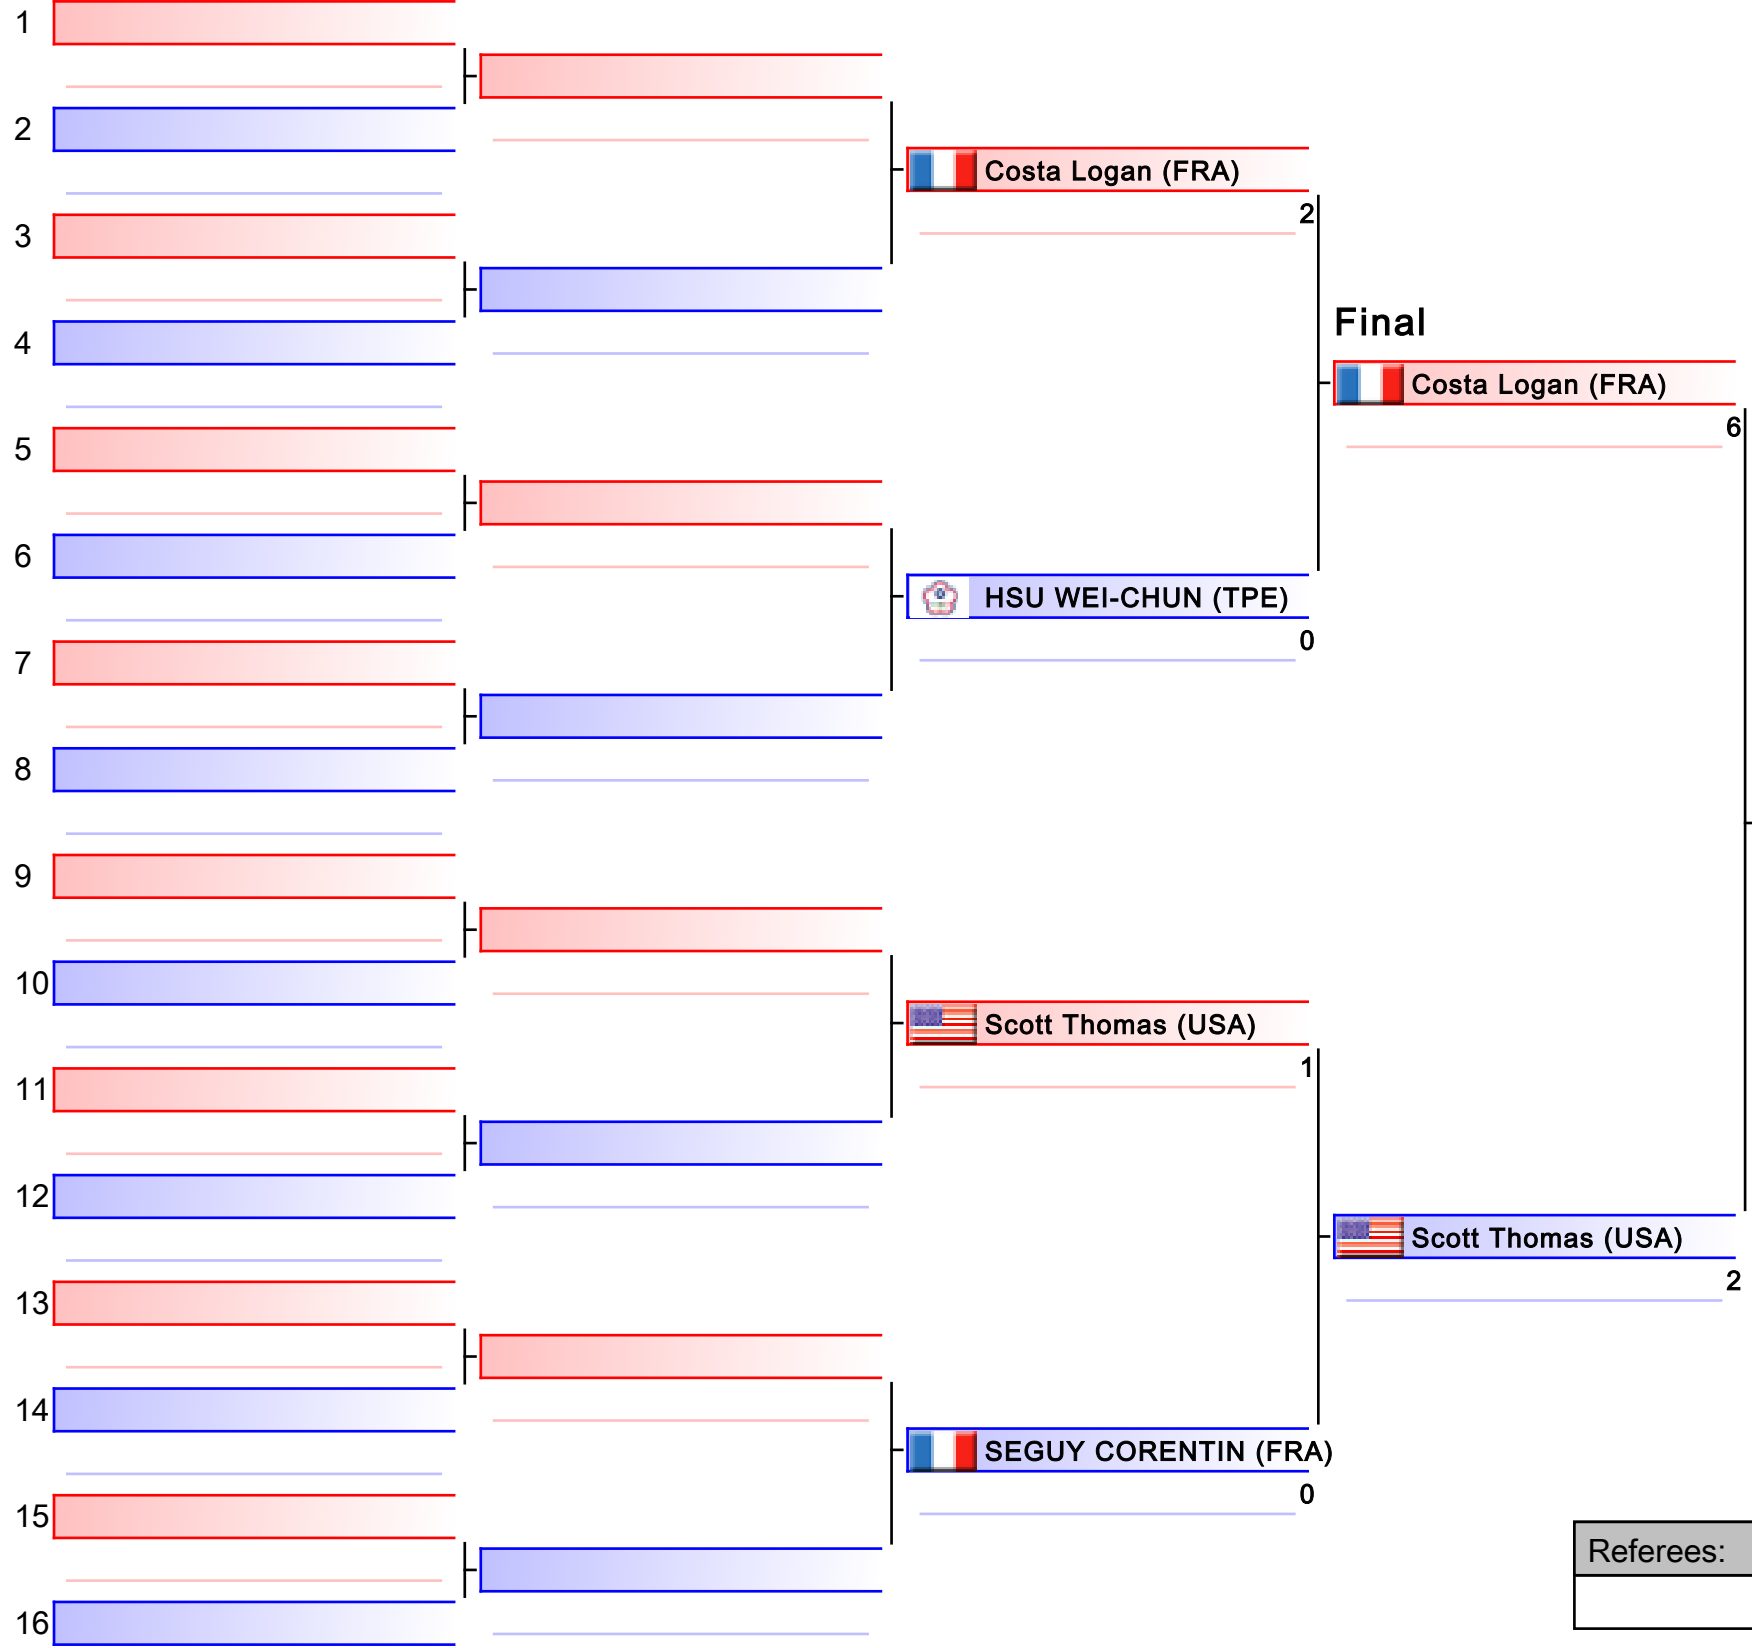 1
2
Costa Logan (FRA)
2
3
Final
4
Costa Logan (FRA)
6
5
6
HSU WEI-CHUN (TPE)
0
7
8
9
10
Scott Thomas (USA)
1
11
12
Scott Thomas (USA)
2
13
14
SEGUY CORENTIN (FRA)
0
15
Referees:
16